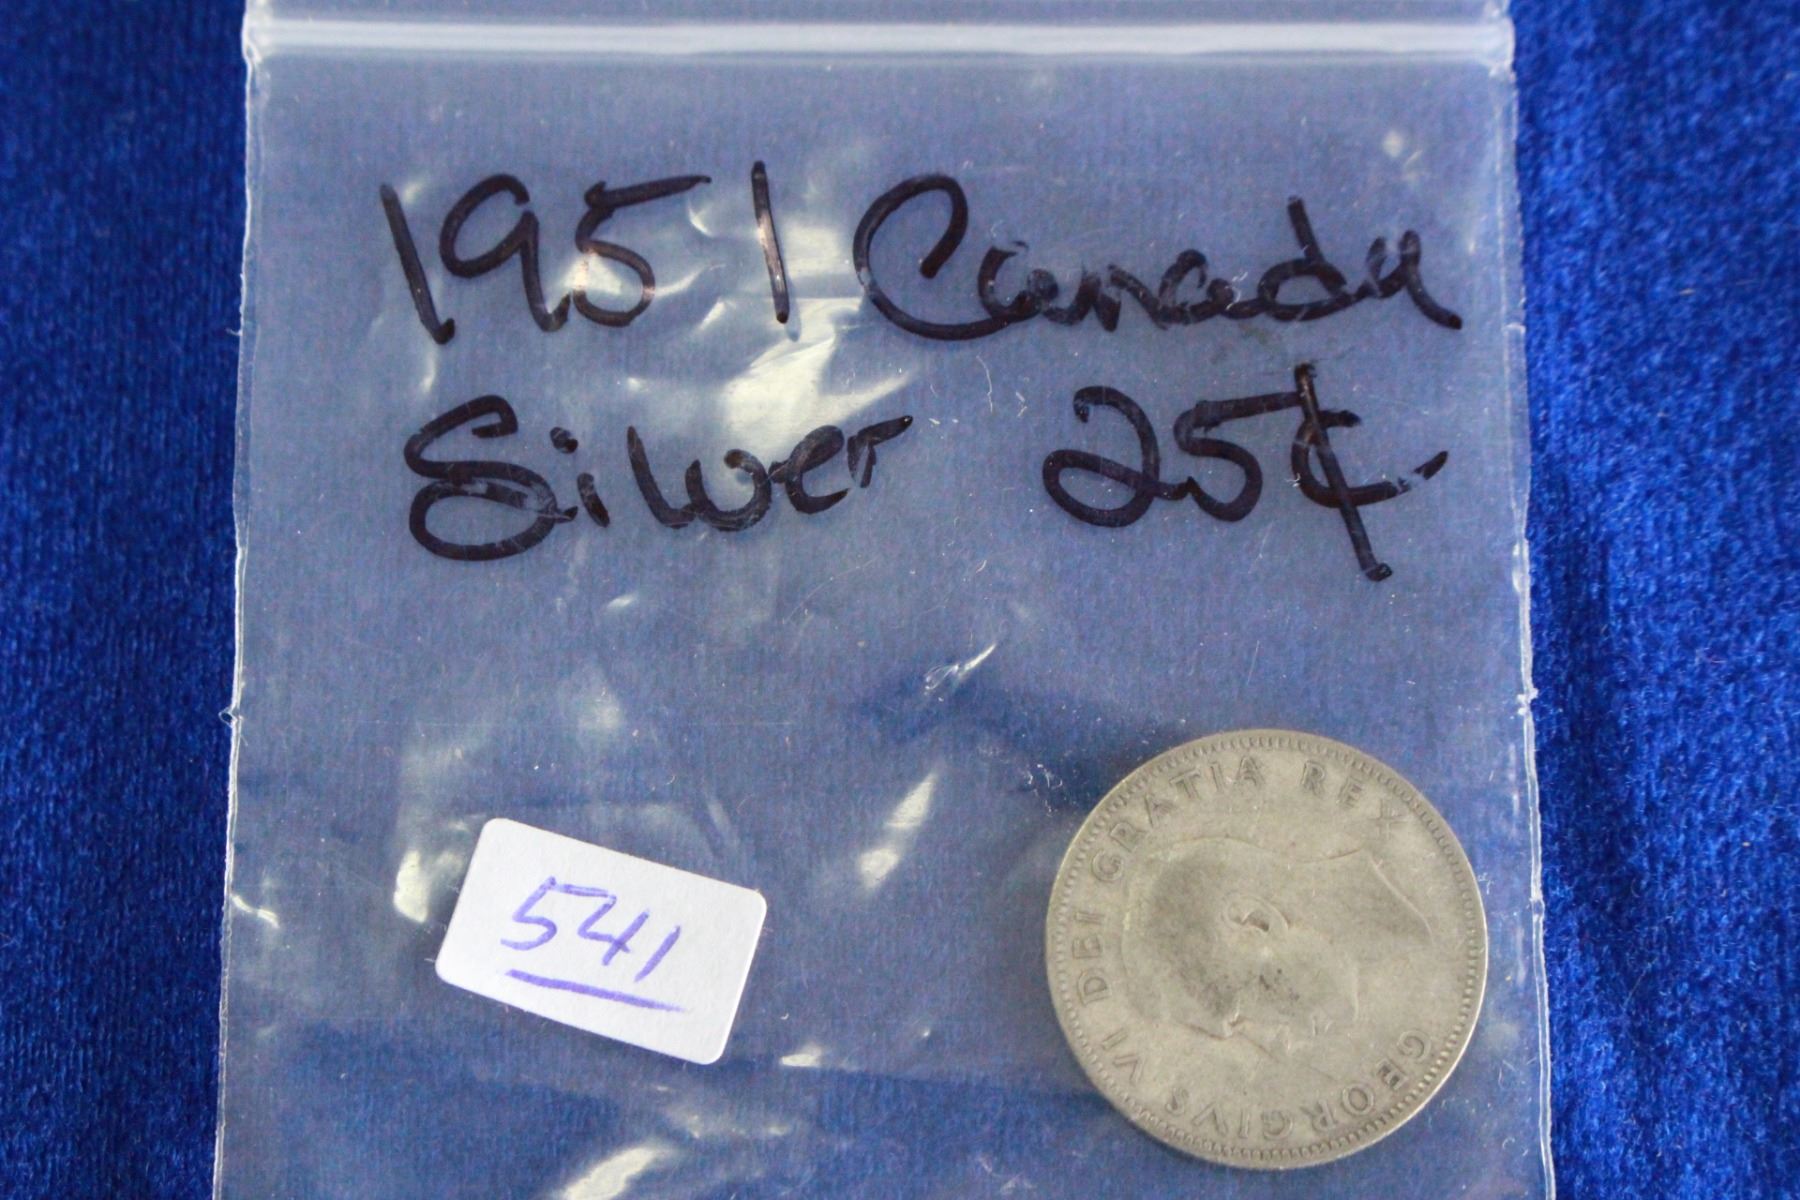 1951 Canada
Silver 25¢
541
GEORGIVS VI DEI GRATIA REX